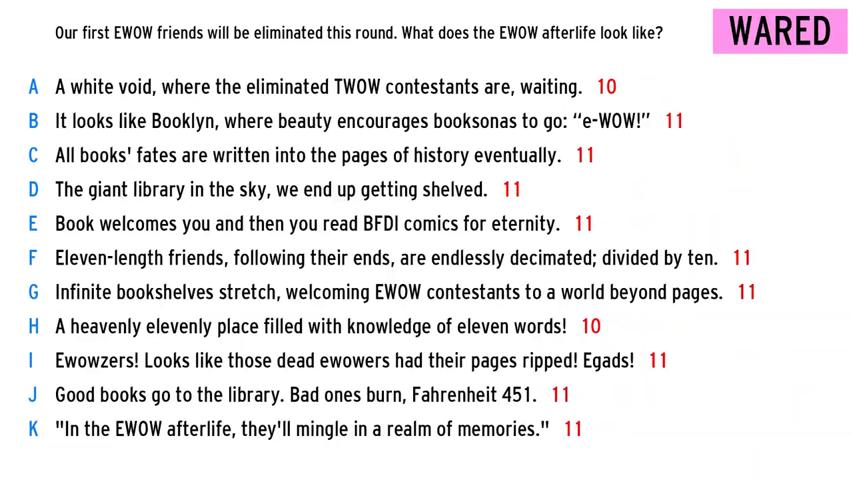 Our first EWOW friends will be eliminated this round. What does the EWOW afterlife look like?
WARED
A A white void, where the eliminated TWOW contestants are, waiting. 10
B It looks like Booklyn, where beauty encourages booksonas to go: “e-WOW!” 11
C All books' fates are written into the pages of history eventually. 11
D The giant library in the sky, we end up getting shelved. 11
E Book welcomes you and then you read BFDI comics for eternity. 11
F Eleven-length friends, following their ends, are endlessly decimated; divided by ten. 11
G Infinite bookshelves stretch, welcoming EWOW contestants to a world beyond pages. 11
H A heavenly elevenly place filled with knowledge of eleven words! 10
I Ewowzers! Looks like those dead ewowers had their pages ripped! Egads! 11
J Good books go to the library. Bad ones burn, Fahrenheit 451. 11
K "In the EWOW afterlife, they'll mingle in a realm of memories." 11